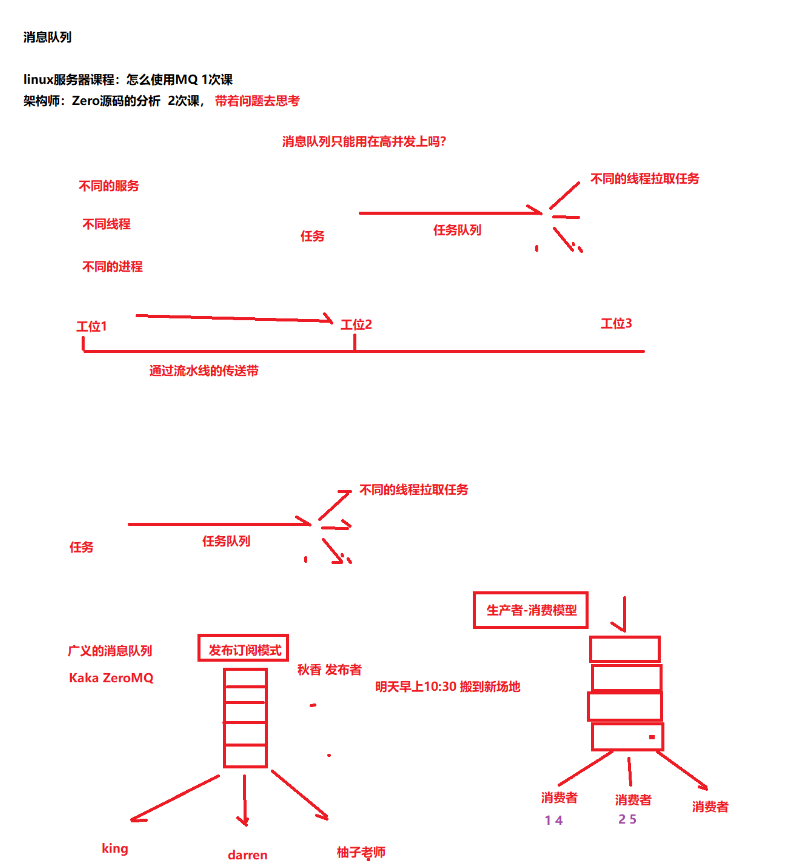 消息队列
linux服务器课程：怎么使用MQ 1次课
架构师：Zero源码的分析 2次课， 带着问题去思考
消息队列只能用在高并发上吗？
不同的服务
不同的线程拉取任务
不同线程
任务
任务队列
不同的进程
工位1
工位2
工位3
通过流水线的传送带
不同的线程拉取任务
任务
任务队列
生产者-消费模型
广义的消息队列
发布订阅模式
秋香 发布者
Kaka ZeroMQ
明天早上10:30 搬到新场地
消费者
消费者
消费者
1 4
2 5
king
darren
柚子老师